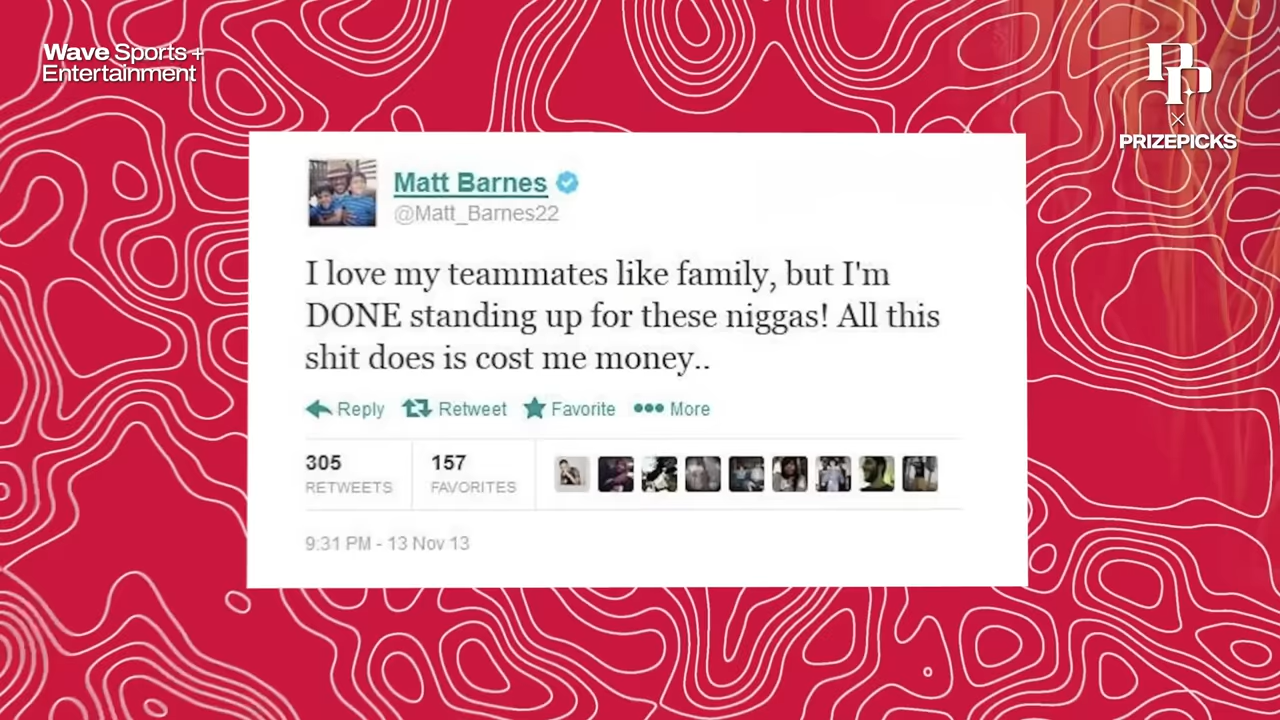 Wave Sports +
Entertainment
PP
×
PRIZEPICKS
Matt Barnes
@Matt_Barnes22
I love my teammates like family, but I'm
DONE standing up for these niggas! All this
shit does is cost me money..
Reply Retweet Favorite More
305 157
RETWEETS FAVORITES
9:31 PM - 13 Nov 13